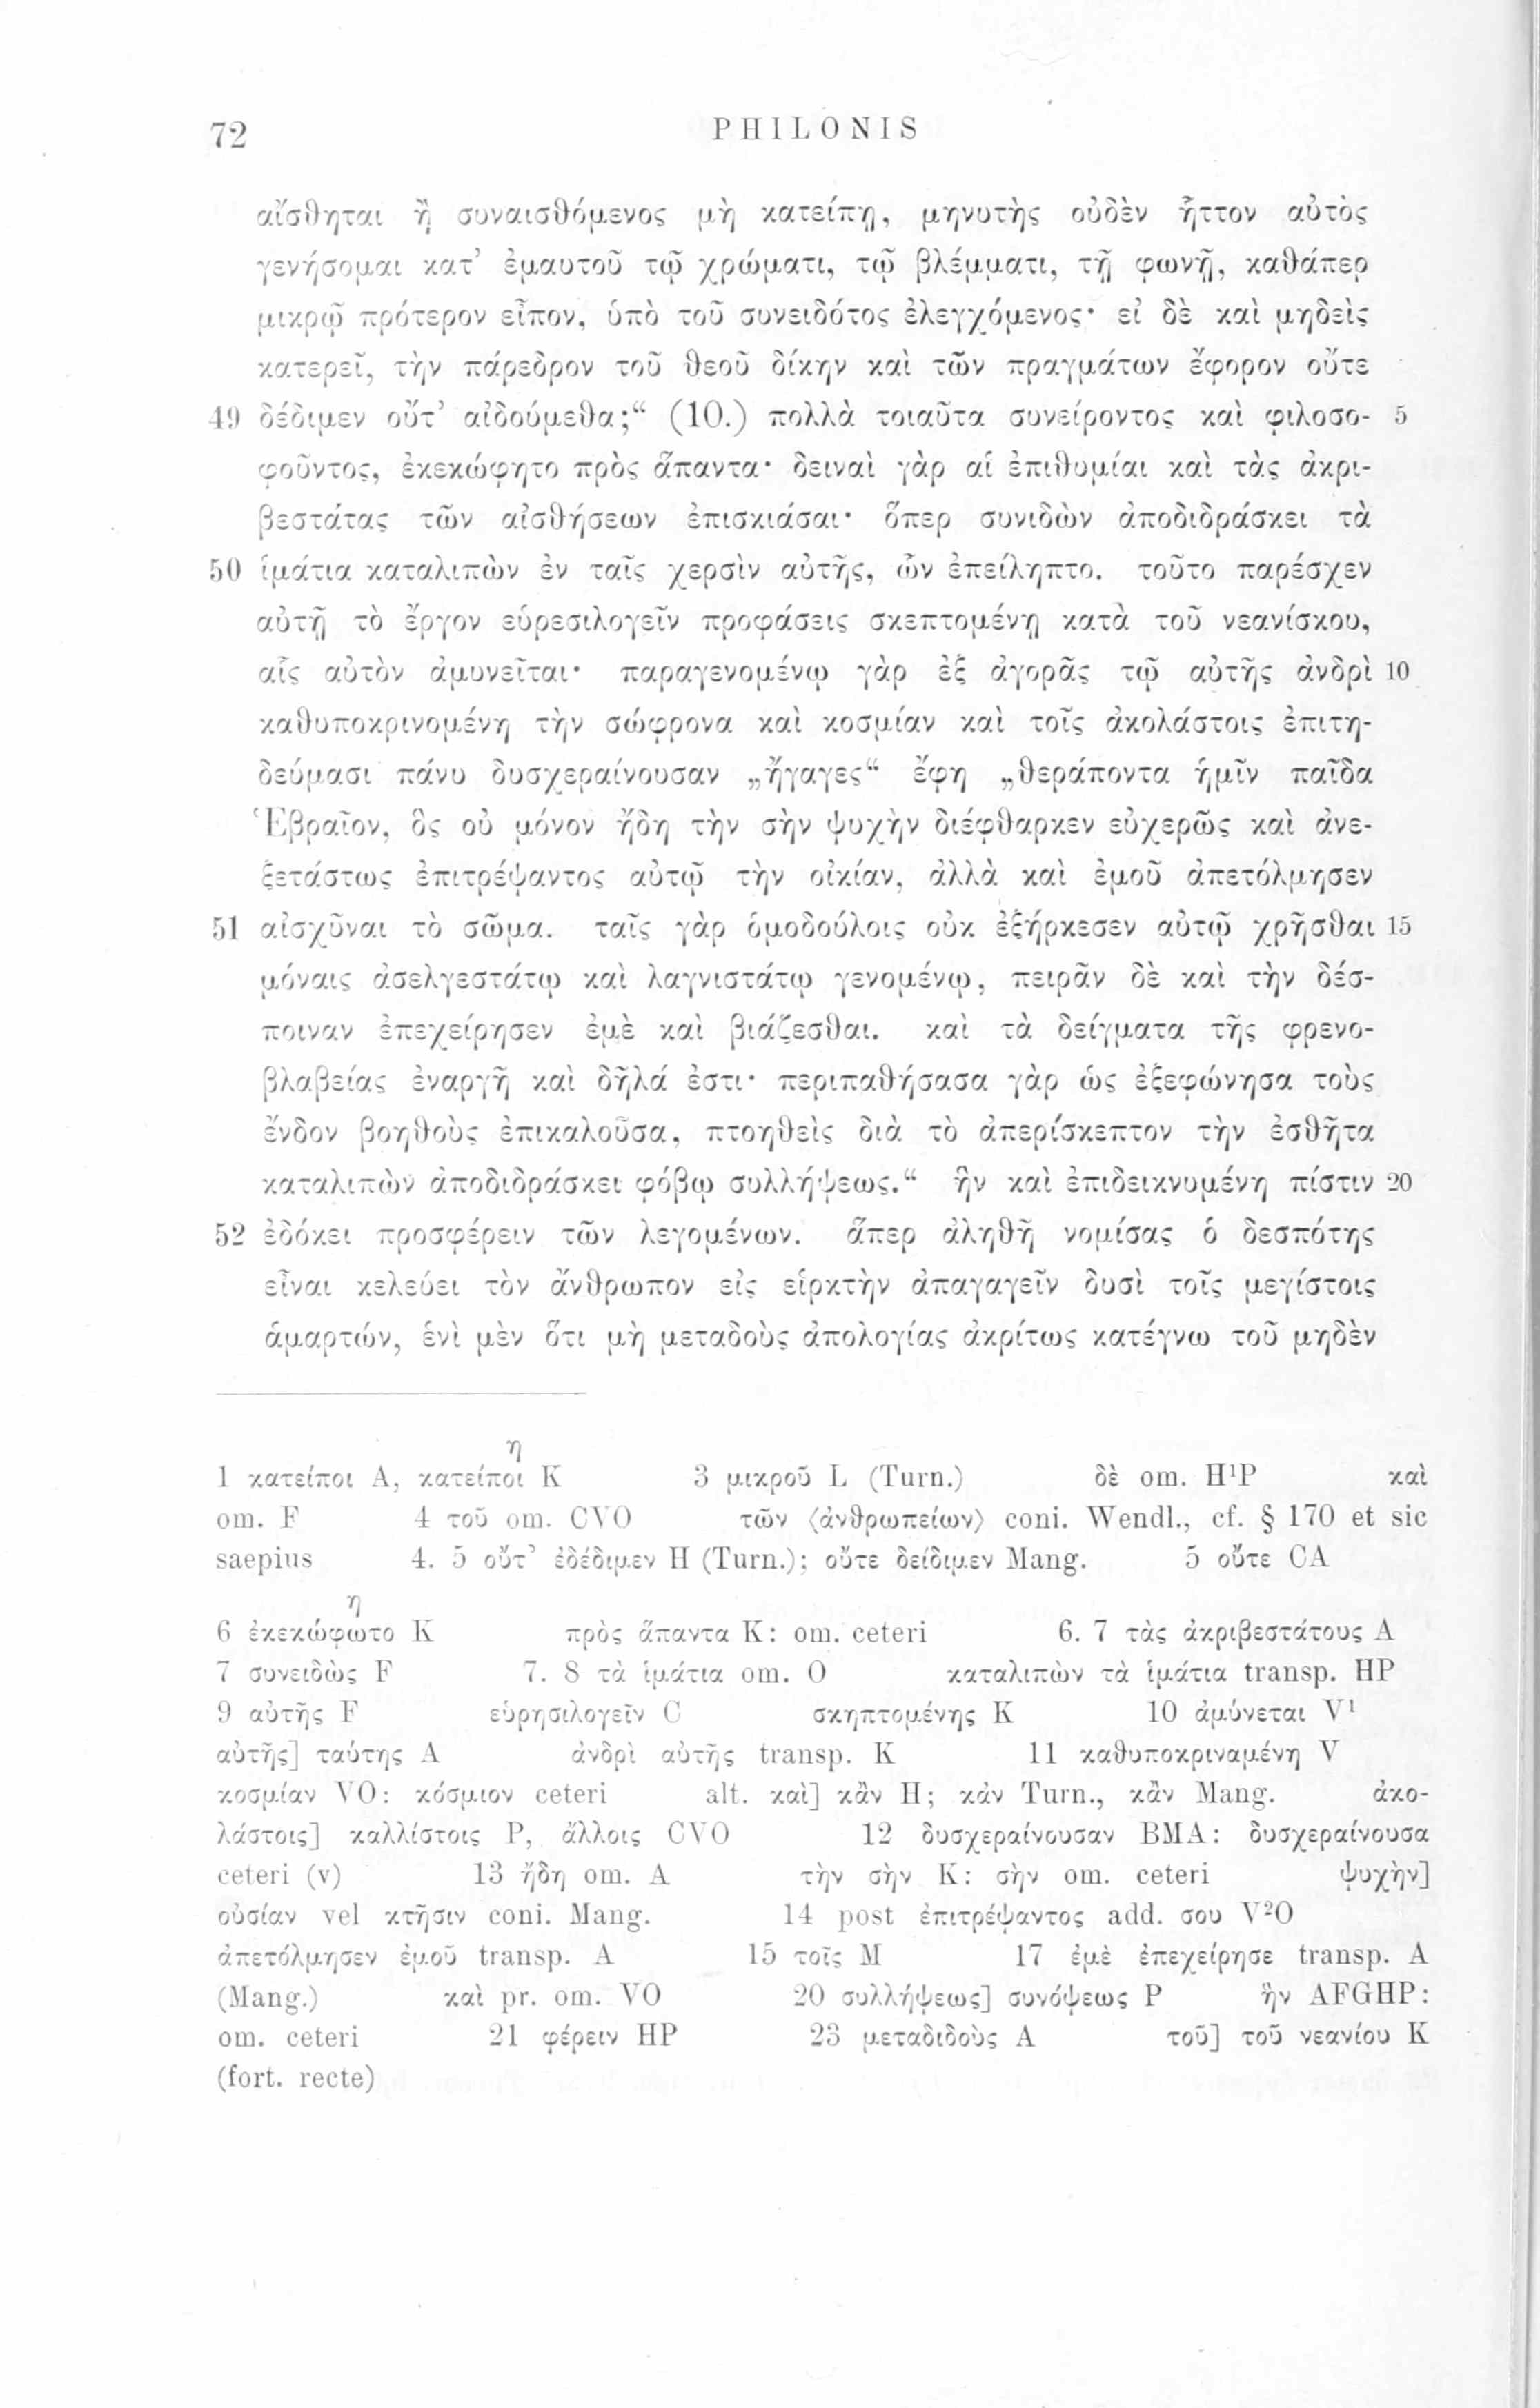 72 PHILONIS
αἴσθηται ἢ συναισθόμενος μὴ κατείπῃ, μηνυτὴς οὐδὲν ἧττον αὐτὸς
γενήσομαι κατ’ ἐμαυτοῦ τῷ χρώματι, τῷ βλέμματι, τῇ φωνῇ, καθάπερ
μικρῷ πρότερον εἶπον, ὑπὸ τοῦ συνειδότος ἐλεγχόμενος· εἰ δὲ καὶ μηδεὶς
κατερεῖ, τὴν πάρεδρον τοῦ θεοῦ δίκην καὶ τῶν πραγμάτων ἔφορον οὔτε
49 δέδιμεν οὔτ’ αἰδούμεθα;“ (10.) πολλὰ τοιαῦτα συνείροντος καὶ φιλοσο- 5
φοῦντος, ἐκεκώφητο πρὸς ἅπαντα· δειναὶ γὰρ αἱ ἐπιθυμίαι καὶ τὰς ἀκρι-
βεστάτας τῶν αἰσθήσεων ἐπισκιάσαι· ὅπερ συνιδὼν ἀποδιδράσκει τὰ
50 ἱμάτια καταλιπὼν ἐν ταῖς χερσὶν αὐτῆς, ὧν ἐπείληπτο. τοῦτο παρέσχεν
αὐτῇ τὸ ἔργον εὑρεσιλογεῖν προφάσεις σκεπτομένῃ κατὰ τοῦ νεανίσκου,
αἷς αὐτὸν ἀμυνεῖται· παραγενομένῳ γὰρ ἐξ ἀγορᾶς τῷ αὐτῆς ἀνδρὶ 10
καθυποκρινομένη τὴν σώφρονα καὶ κοσμίαν καὶ τοῖς ἀκολάστοις ἐπιτη-
δεύμασι πάνυ δυσχεραίνουσαν „ἤγαγες“ ἔφη „θεράποντα ἡμῖν παῖδα
Ἑβραῖον, ὃς οὐ μόνον ἤδη τὴν σὴν ψυχὴν διέφθαρκεν εὐχερῶς καὶ ἀνε-
ξετάστως ἐπιτρέψαντος αὐτῷ τὴν οἰκίαν, ἀλλὰ καὶ ἐμοῦ ἀπετόλμησεν
51 αἰσχῦναι τὸ σῶμα. ταῖς γὰρ ὁμοδούλοις οὐκ ἐξήρκεσεν αὐτῷ χρῆσθαι 15
μόναις ἀσελγεστάτῳ καὶ λαγνιστάτῳ γενομένῳ, πειρᾶν δὲ καὶ τὴν δέσ-
ποιναν ἐπεχείρησεν ἐμὲ καὶ βιάζεσθαι. καὶ τὰ δείγματα τῆς φρενο-
βλαβείας ἐναργῆ καὶ δῆλά ἐστι· περιπαθήσασα γὰρ ὡς ἐξεφώνησα τοὺς
ἔνδον βοηθοὺς ἐπικαλοῦσα, πτοηθεὶς διὰ τὸ ἀπερίσκεπτον τὴν ἐσθῆτα
καταλιπὼν ἀποδιδράσκει φόβῳ συλλήψεως.“ ἣν καὶ ἐπιδεικνυμένη πίστιν 20
52 ἐδόκει προσφέρειν τῶν λεγομένων. ἅπερ ἀληθῆ νομίσας ὁ δεσπότης
εἶναι κελεύει τὸν ἄνθρωπον εἰς εἱρκτὴν ἀπαγαγεῖν δυσὶ τοῖς μεγίστοις
ἁμαρτών, ἑνὶ μὲν ὅτι μὴ μεταδοὺς ἀπολογίας ἀκρίτως κατέγνω τοῦ μηδὲν
η
1 κατείποι A, κατείποι K 3 μικροῦ L (Turn.) δὲ om. H¹P καὶ
om. F 4 τοῦ om. CVO τῶν ⟨ἀνθρωπείων⟩ coni. Wendl., cf. § 170 et sic
saepius 4. 5 οὔτ’ ἐδέδιμεν H (Turn.); οὔτε δείδιμεν Mang. 5 οὔτε CA
η
6 ἐκεκώφωτο K πρὸς ἅπαντα K: om. ceteri 6. 7 τὰς ἀκριβεστάτους A
7 συνειδὼς F 7. 8 τὰ ἱμάτια om. O καταλιπὼν τὰ ἱμάτια transp. HP
9 αὐτῆς F εὑρησιλογεῖν C σκηπτομένης K 10 ἀμύνεται V¹
αὐτῆς] ταύτης A ἀνδρὶ αὐτῆς transp. K 11 καθυποκριναμένη V
κοσμίαν VO: κόσμιον ceteri alt. καὶ] κἂν H; κἀν Turn., κἂν Mang. ἀκο-
λάστοις] καλλίστοις P, ἄλλοις CVO 12 δυσχεραίνουσαν BMA: δυσχεραίνουσα
ceteri (v) 13 ἤδη om. A τὴν σὴν K: σὴν om. ceteri ψυχὴν]
οὐσίαν vel κτῆσιν coni. Mang. 14 post ἐπιτρέψαντος add. σου V²O
ἀπετόλμησεν ἐμοῦ transp. A 15 τοῖς M 17 ἐμὲ ἐπεχείρησε transp. A
(Mang.) καὶ pr. om. VO 20 συλλήψεως] συνόψεως P ἣν AFGHP:
om. ceteri 21 φέρειν HP 23 μεταδιδοὺς A τοῦ] τοῦ νεανίου K
(fort. recte)